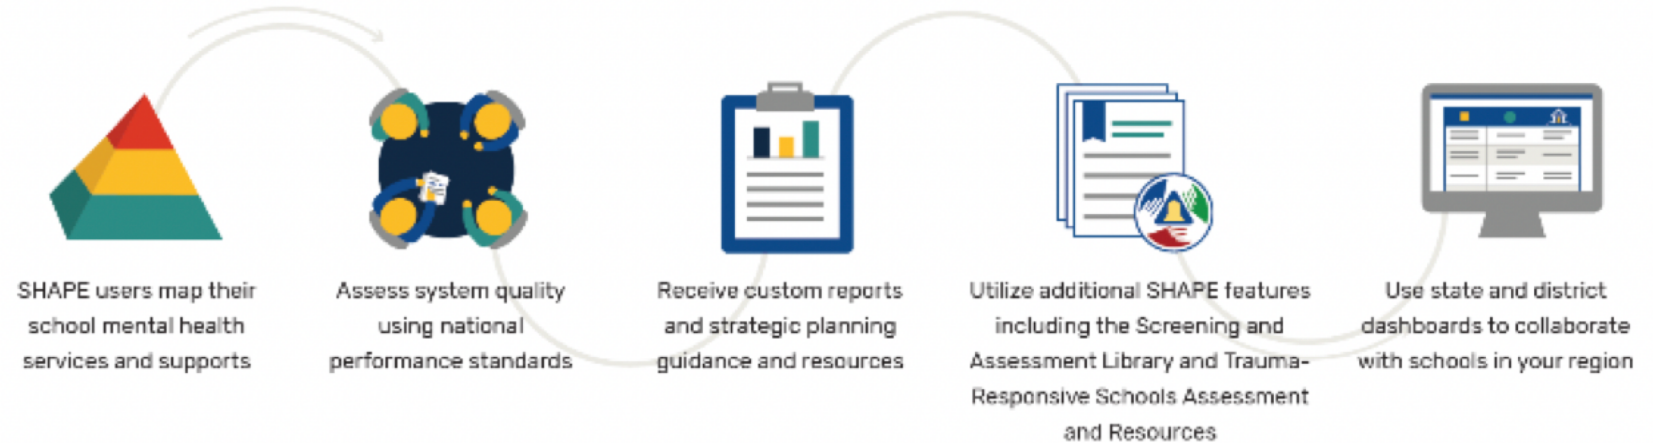 SHAPE users map their
school mental health
services and supports
Assess system quality
using national
performance standards
Receive custom reports
and strategic planning
guidance and resources
Utilize additional SHAPE features
including the Screening and
Assessment Library and Trauma-
Responsive Schools Assessment
and Resources
Use state and district
dashboards to collaborate
with schools in your region